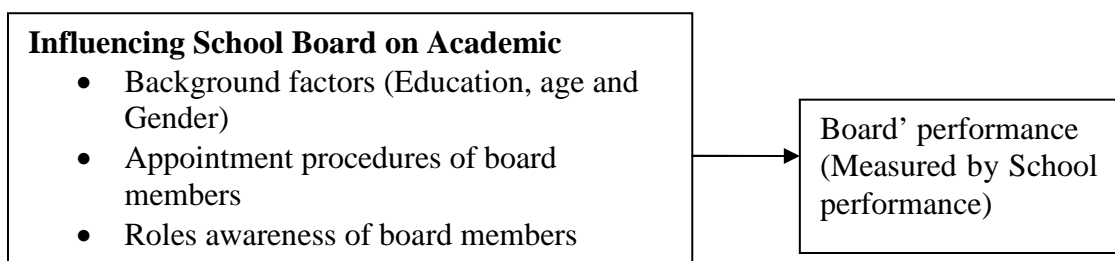 Influencing School Board on Academic
• Background factors (Education, age and
Gender)
• Appointment procedures of board
members
• Roles awareness of board members
Board’ performance
(Measured by School
performance)